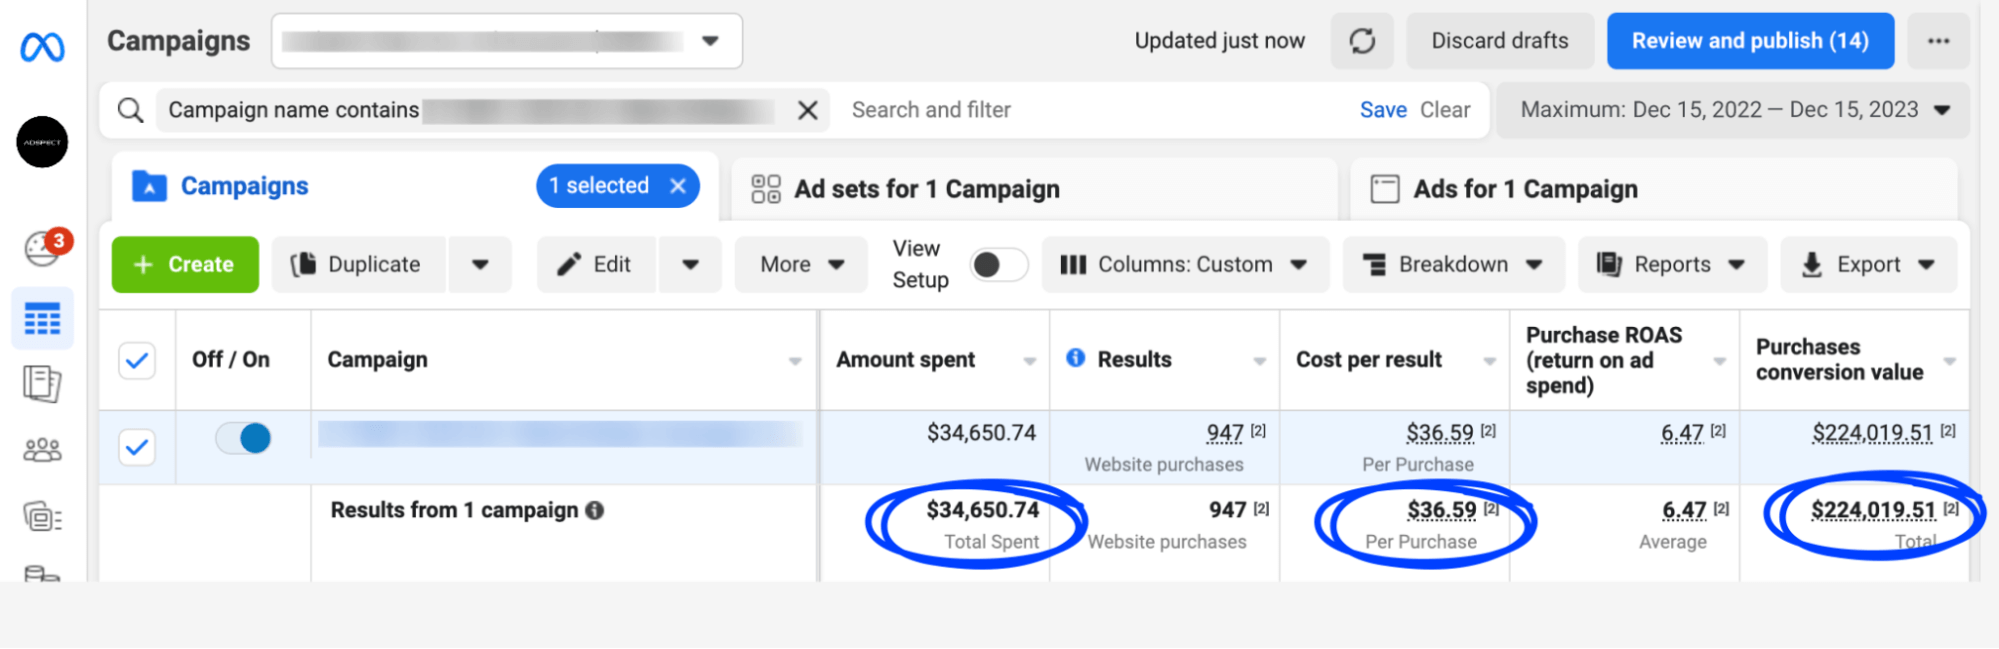 Campaigns
Updated just now
Discard drafts
Review and publish (14)
Campaign name contains
Search and filter
Save
Clear
Maximum: Dec 15, 2022 — Dec 15, 2023
ADSPECT
Campaigns
1 selected
Ad sets for 1 Campaign
Ads for 1 Campaign
3
+ Create
Duplicate
Edit
More
View
Setup
Columns: Custom
Breakdown
Reports
Export
Off / On
Campaign
Amount spent
Results
Cost per result
Purchase ROAS
(return on ad
spend)
Purchases
conversion value
$34,650.74
947 [2]
$36.59 [2]
6.47 [2]
$224,019.51 [2]
Website purchases
Per Purchase
Results from 1 campaign
$34,650.74
947 [2]
$36.59 [2]
6.47 [2]
$224,019.51 [2]
Total Spent
Website purchases
Per Purchase
Average
Total